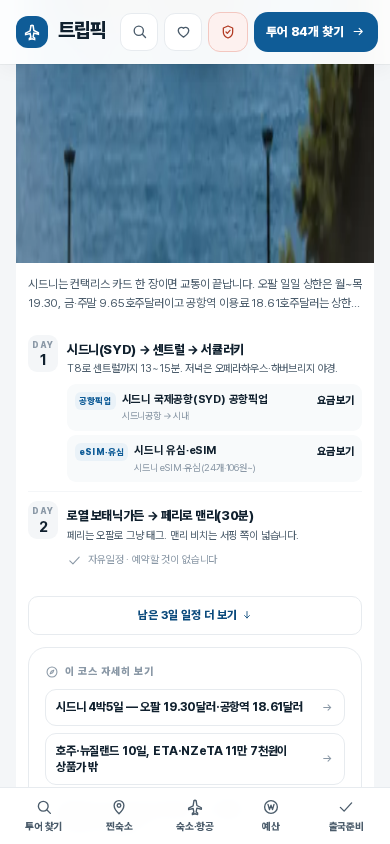 트립픽
투어 84개 찾기 →
시드니는 컨택리스 카드 한 장이면 교통이 끝납니다. 오팔 일일 상한은 월~목
19.30, 금·주말 9.65호주달러이고 공항역 이용료 18.61호주달러는 상한...
DAY
1
시드니(SYD) → 센트럴 → 서큘러키
T8로 센트럴까지 13~15분. 저녁은 오페라하우스·하버브리지 야경.
공항픽업 시드니 국제공항(SYD) 공항픽업 요금보기
시드니공항 → 시내
eSIM·유심 시드니 유심·eSIM 요금보기
시드니 eSIM·유심(24개·106원~)
DAY
2
로열 보태닉가든 → 페리로 맨리(30분)
페리는 오팔로 그냥 태그. 맨리 비치는 서핑 쪽이 넓습니다.
자유일정 · 예약할 것이 없습니다
남은 3일 일정 더 보기 ↓
이 코스 자세히 보기
시드니 4박5일 — 오팔 19.30달러·공항역 18.61달러 →
호주·뉴질랜드 10일, ETA·NZeTA 11만 7천원이
상품가 밖 →
투어 찾기
찐숙소
숙소·항공
예산
출국준비